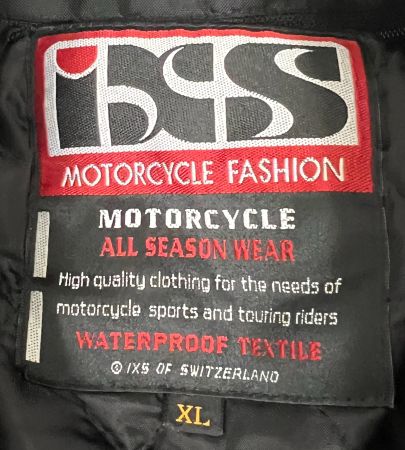 iXS
MOTORCYCLE FASHION
MOTORCYCLE
ALL SEASON WEAR
High quality clothing for the needs of
motorcycle sports and touring riders
WATERPROOF TEXTILE
© IXS OF SWITZERLAND
XL